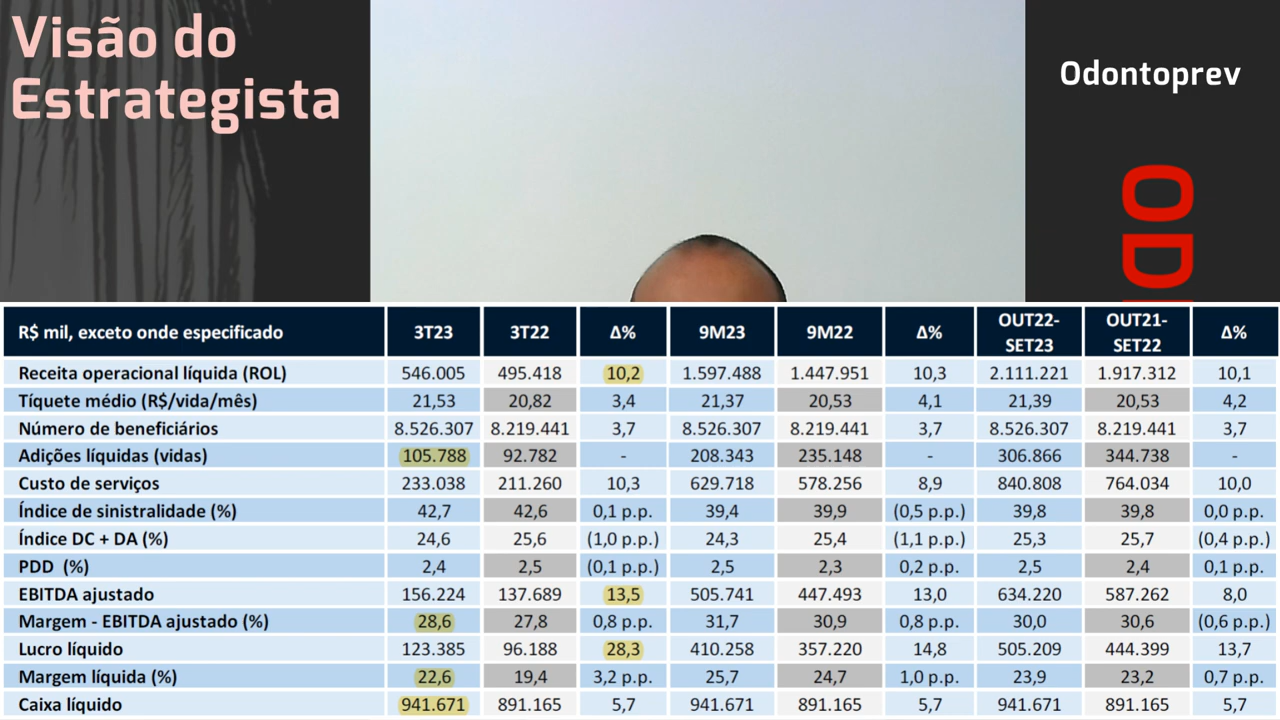 Visão do
Estrategista
Odontoprev
OD
R$ mil, exceto onde especificado 3T23 3T22 Δ% 9M23 9M22 Δ% OUT22-SET23 OUT21-SET22 Δ%
Receita operacional líquida (ROL) 546.005 495.418 10,2 1.597.488 1.447.951 10,3 2.111.221 1.917.312 10,1
Tíquete médio (R$/vida/mês) 21,53 20,82 3,4 21,37 20,53 4,1 21,39 20,53 4,2
Número de beneficiários 8.526.307 8.219.441 3,7 8.526.307 8.219.441 3,7 8.526.307 8.219.441 3,7
Adições líquidas (vidas) 105.788 92.782 - 208.343 235.148 - 306.866 344.738 -
Custo de serviços 233.038 211.260 10,3 629.718 578.256 8,9 840.808 764.034 10,0
Índice de sinistralidade (%) 42,7 42,6 0,1 p.p. 39,4 39,9 (0,5 p.p.) 39,8 39,8 0,0 p.p.
Índice DC + DA (%) 24,6 25,6 (1,0 p.p.) 24,3 25,4 (1,1 p.p.) 25,3 25,7 (0,4 p.p.)
PDD (%) 2,4 2,5 (0,1 p.p.) 2,5 2,3 0,2 p.p. 2,5 2,4 0,1 p.p.
EBITDA ajustado 156.224 137.689 13,5 505.741 447.493 13,0 634.220 587.262 8,0
Margem - EBITDA ajustado (%) 28,6 27,8 0,8 p.p. 31,7 30,9 0,8 p.p. 30,0 30,6 (0,6 p.p.)
Lucro líquido 123.385 96.188 28,3 410.258 357.220 14,8 505.209 444.399 13,7
Margem líquida (%) 22,6 19,4 3,2 p.p. 25,7 24,7 1,0 p.p. 23,9 23,2 0,7 p.p.
Caixa líquido 941.671 891.165 5,7 941.671 891.165 5,7 941.671 891.165 5,7